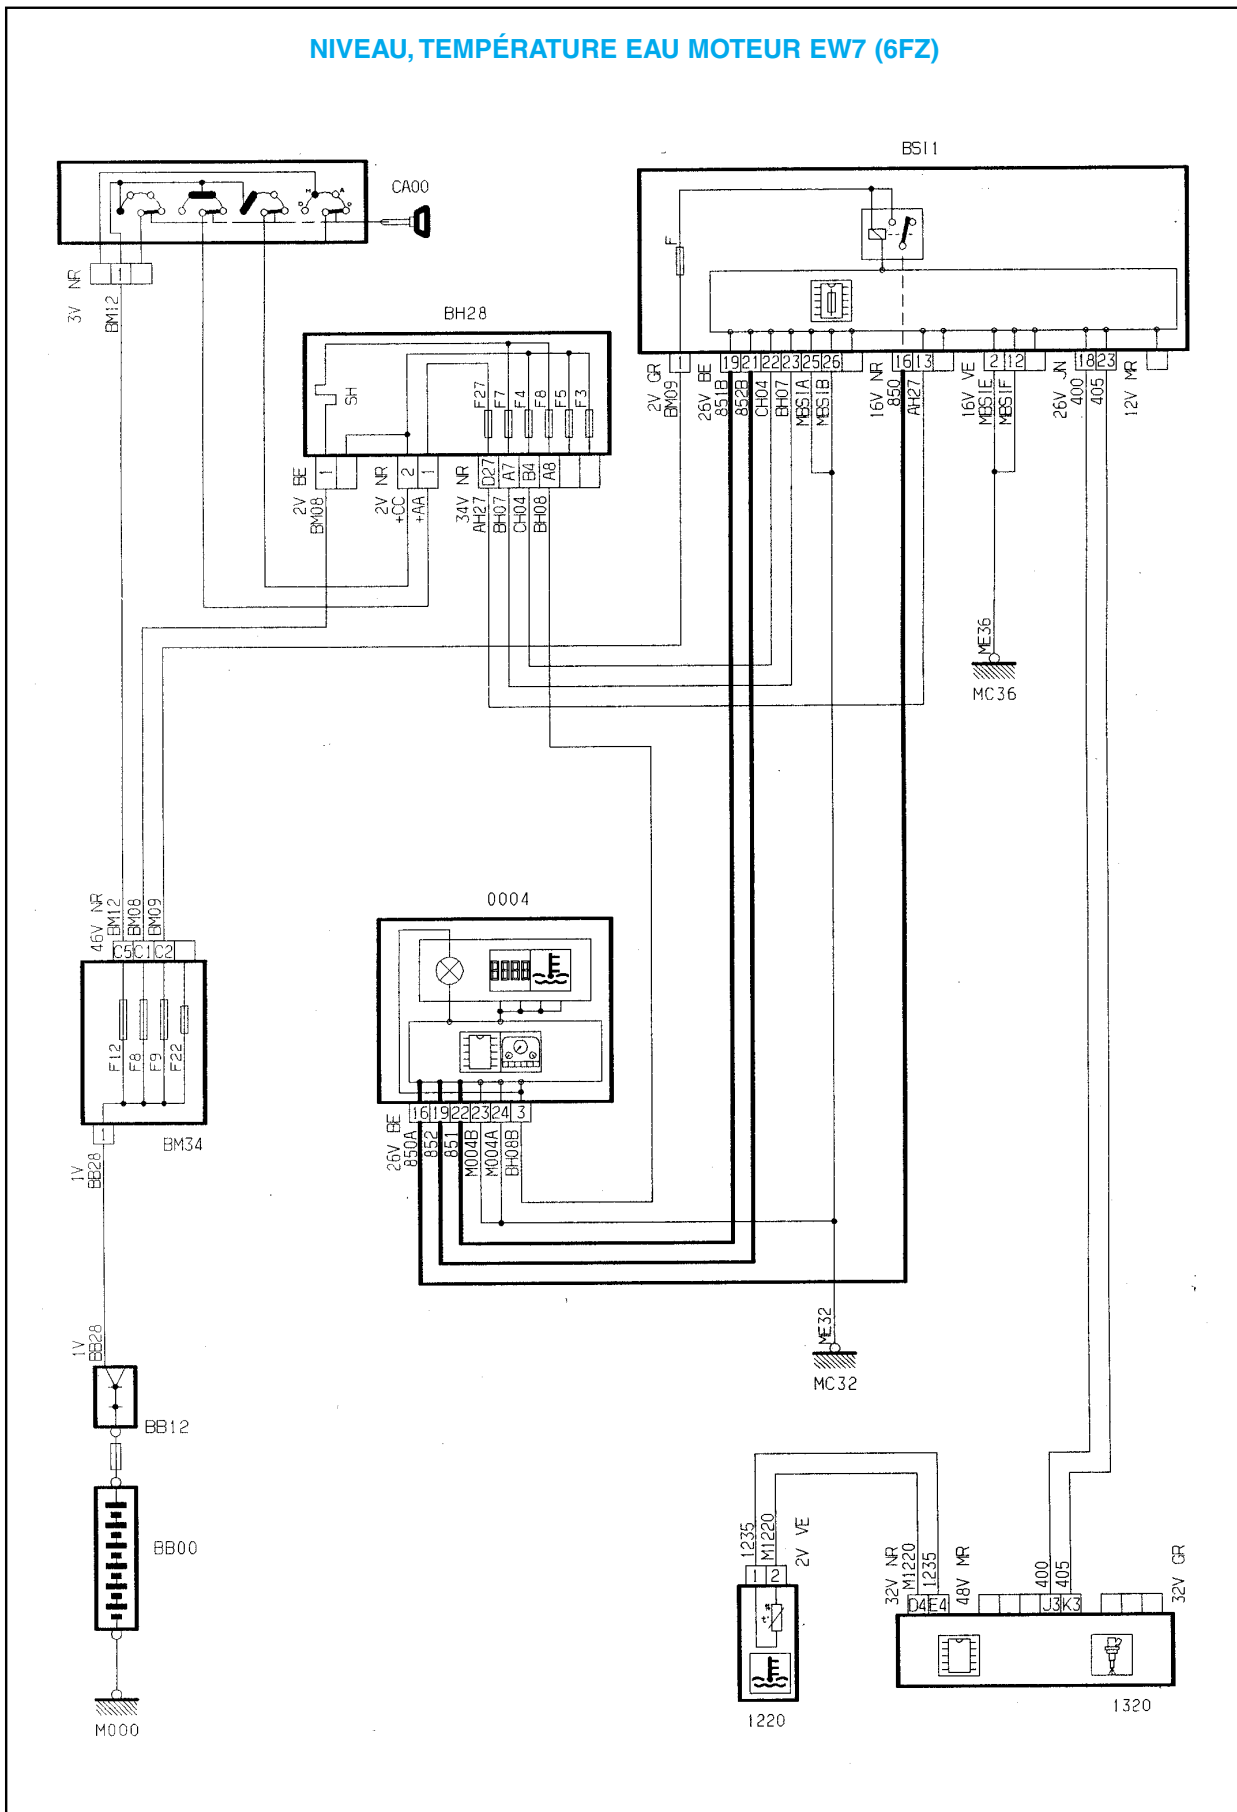 NIVEAU, TEMPÉRATURE EAU MOTEUR EW7 (6FZ)
BSI1
CA00
M
A
D
3V NR
1
BM12
F
BH28
SH
F27
F7
F4
F8
F5
F3
2V BE
1
BM08
2V NR
2
1
+CC
+AA
34V NR
D27
A7
B4
A8
AH27
BH07
CH04
BH08
2V GR
1
BM09
26V BE
19
21
22
23
25
26
851B
852B
CH04
BH07
MBS1A
MBS1B
16V NR
16
13
850
AH27
16V VE
2
12
MBS1E
MBS1F
26V JN
18
23
400
405
12V MR
ME36
MC36
46V NR
BM12
BM08
BM09
C5
C1
C2
F12
F8
F9
F22
1
BM34
1V
BB28
0004
26V BE
16
19
22
23
24
3
850A
852
851
M004B
M004A
BH08B
ME32
MC32
1V
BB28
BB12
BB00
M000
1235
M1220
2V VE
1
2
t°
1220
32V NR
M1220
1235
48V MR
D4
E4
400
405
J3
K3
32V GR
1320